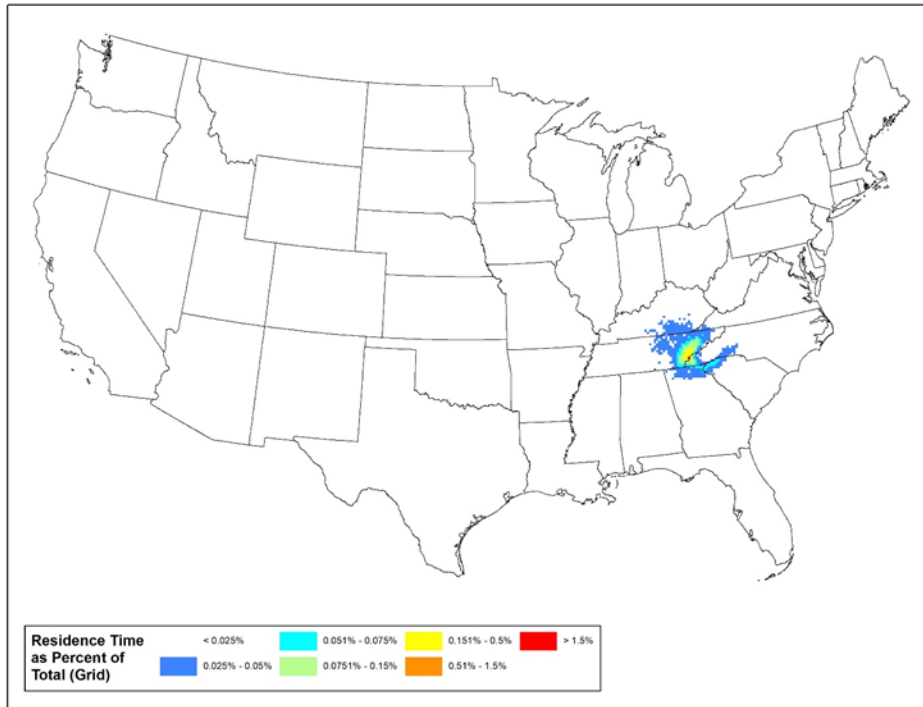 Residence Time
as Percent of
Total (Grid)
< 0.025%
0.051% - 0.075%
0.151% - 0.5%
> 1.5%
0.025% - 0.05%
0.0751% - 0.15%
0.51% - 1.5%